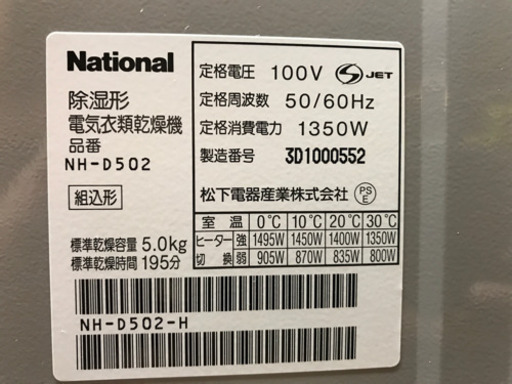 National
除湿形
電気衣類乾燥機
品番
NH-D502
組込形
標準乾燥容量 5.0kg
標準乾燥時間 195分
定格電圧 100V S JET
定格周波数 50/60Hz
定格消費電力 1350W
製造番号 3D1000552
松下電器産業株式会社 PSE
室温 0℃ 10℃ 20℃ 30℃
ヒーター 強 1495W 1450W 1400W 1350W
切換 弱 905W 870W 835W 800W
NH-D502-H